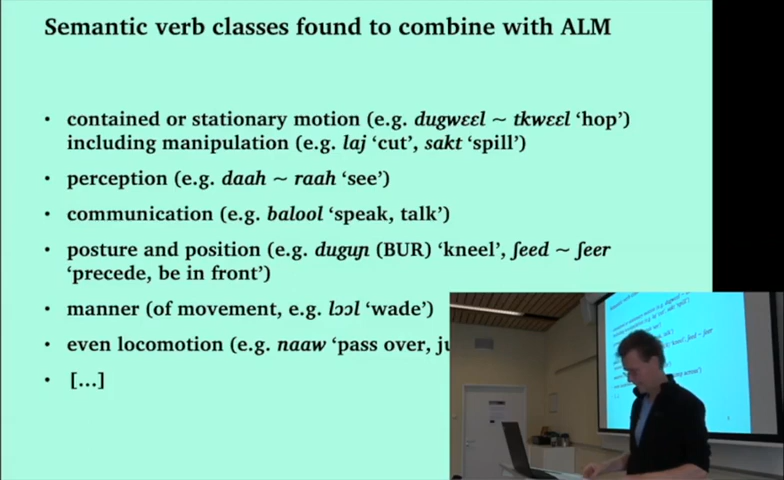 Semantic verb classes found to combine with ALM
• contained or stationary motion (e.g. dugwɛɛl ~ tkwɛɛl ‘hop’)
including manipulation (e.g. laj ‘cut’, sakt ‘spill’)
• perception (e.g. daah ~ raah ‘see’)
• communication (e.g. balool ‘speak, talk’)
• posture and position (e.g. duguɲ (BUR) ‘kneel’, ʃeed ~ ʃeer
‘precede, be in front’)
• manner (of movement, e.g. lɔɔl ‘wade’)
• even locomotion (e.g. naaw ‘pass over, ju
• [...]